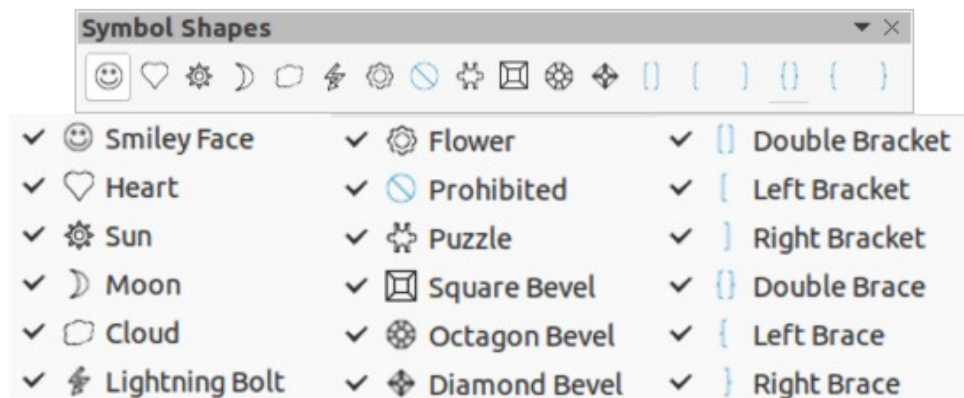 Symbol Shapes
Smiley Face
Heart
Sun
Moon
Cloud
Lightning Bolt
Flower
Prohibited
Puzzle
Square Bevel
Octagon Bevel
Diamond Bevel
Double Bracket
Left Bracket
Right Bracket
Double Brace
Left Brace
Right Brace